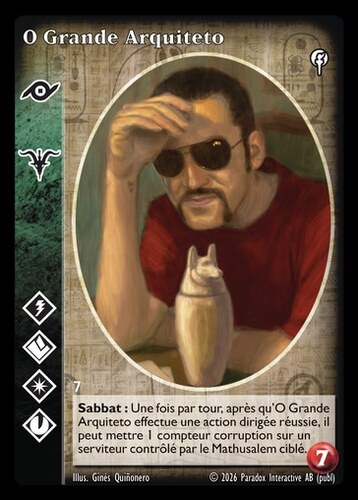 O Grande Arquiteto
7
Sabbat : Une fois par tour, après qu'O Grande
Arquiteto effectue une action dirigée réussie, il
peut mettre 1 compteur corruption sur un
serviteur contrôlé par le Mathusalem ciblé.
7
Illus. Ginés Quiñonero
© 2026 Paradox Interactive AB (publ)